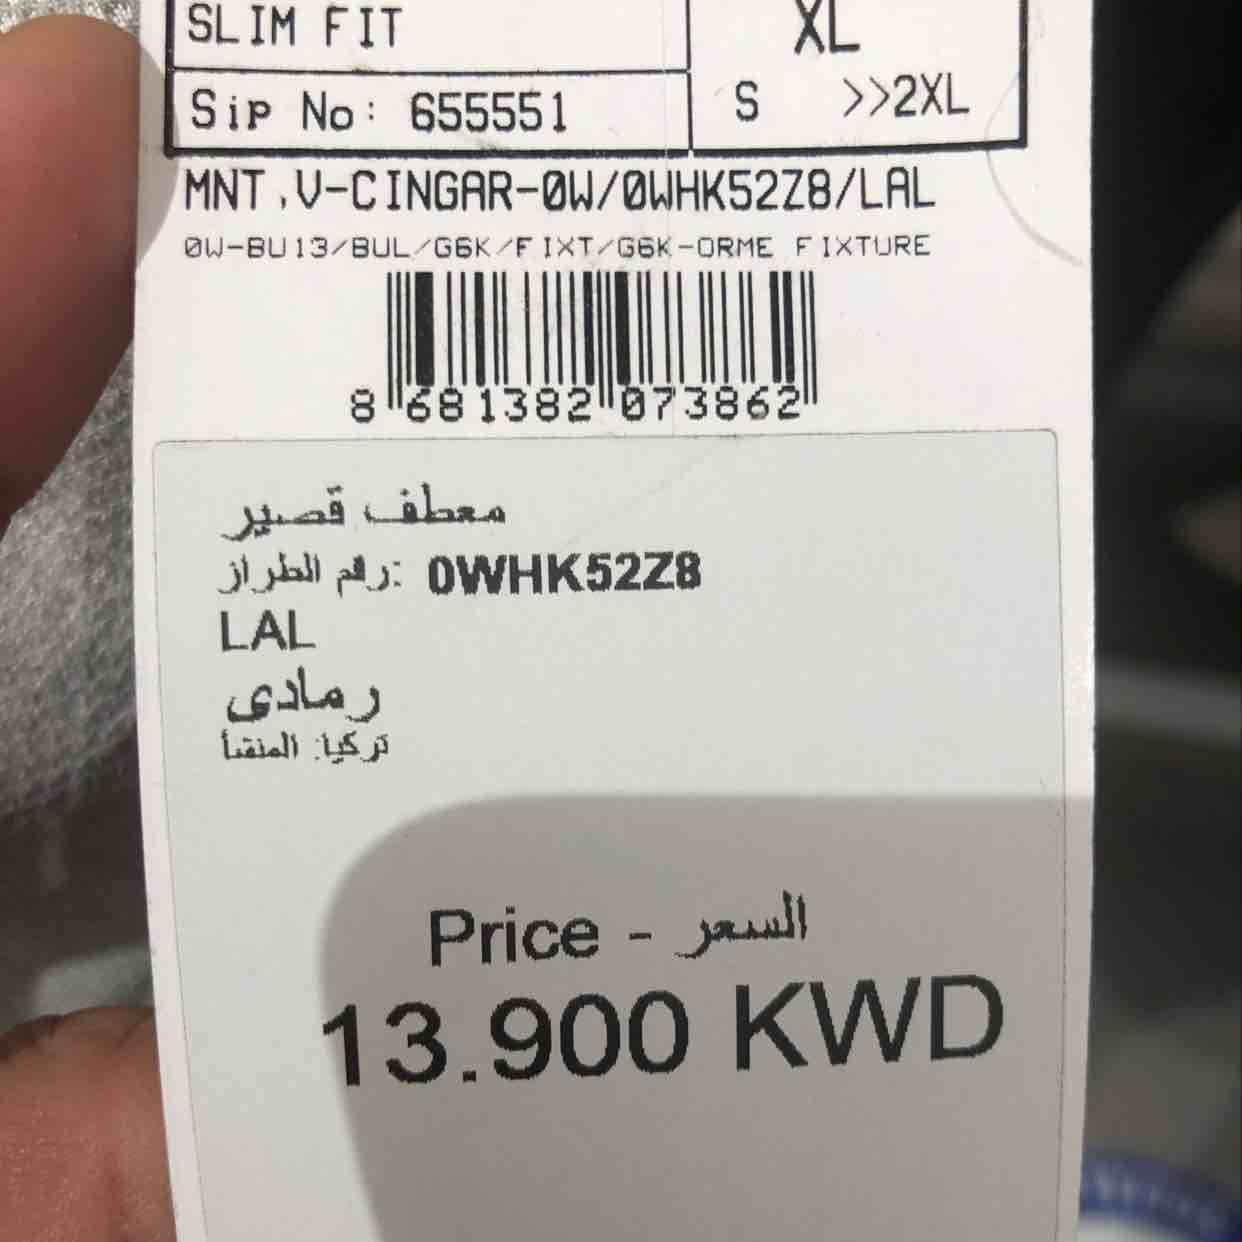 SLIM FIT
XL
Sip No: 655551
S >>2XL
MNT.V-CINGAR-0W/0WHK52Z8/LAL
0W-BU13/BUL/G6K/FIXT/G6K-ORME FIXTURE
8 681382 073862
معطف قصير
رقم الطراز: 0WHK52Z8
LAL
رمادى
تركيا: المنشأ
Price - السعر
13.900 KWD